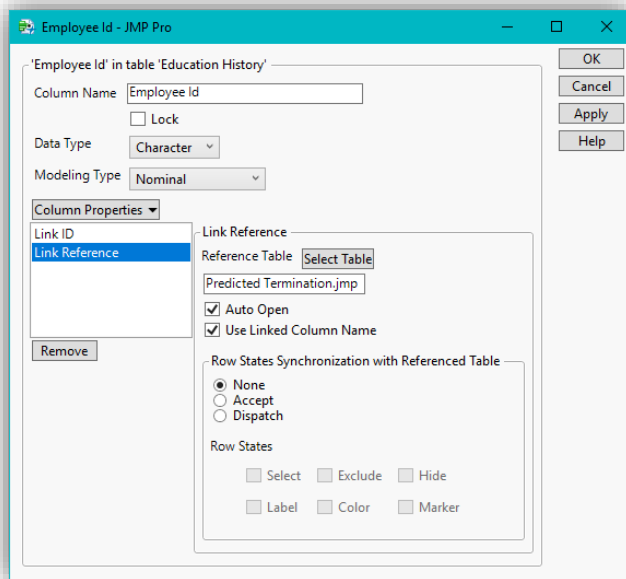 Employee Id - JMP Pro
'Employee Id' in table 'Education History'
OK
Column Name Employee Id
Cancel
Lock
Apply
Data Type Character
Help
Modeling Type Nominal
Column Properties
Link ID
Link Reference
Link Reference
Reference Table Select Table
Predicted Termination.jmp
Auto Open
Use Linked Column Name
Remove
Row States Synchronization with Referenced Table
None
Accept
Dispatch
Row States
Select Exclude Hide
Label Color Marker